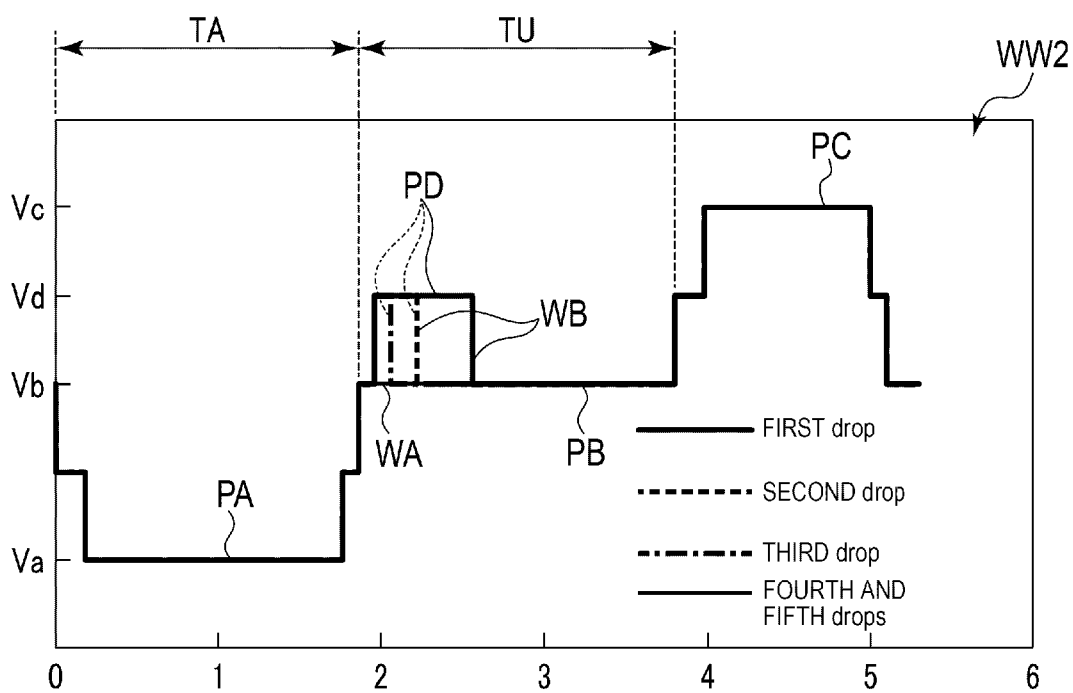 TA
TU
WW2
PC
PD
Vc
Vd
WB
Vb
WA
PB
FIRST drop
PA
SECOND drop
Va
THIRD drop
FOURTH AND
FIFTH drops
0 1 2 3 4 5 6